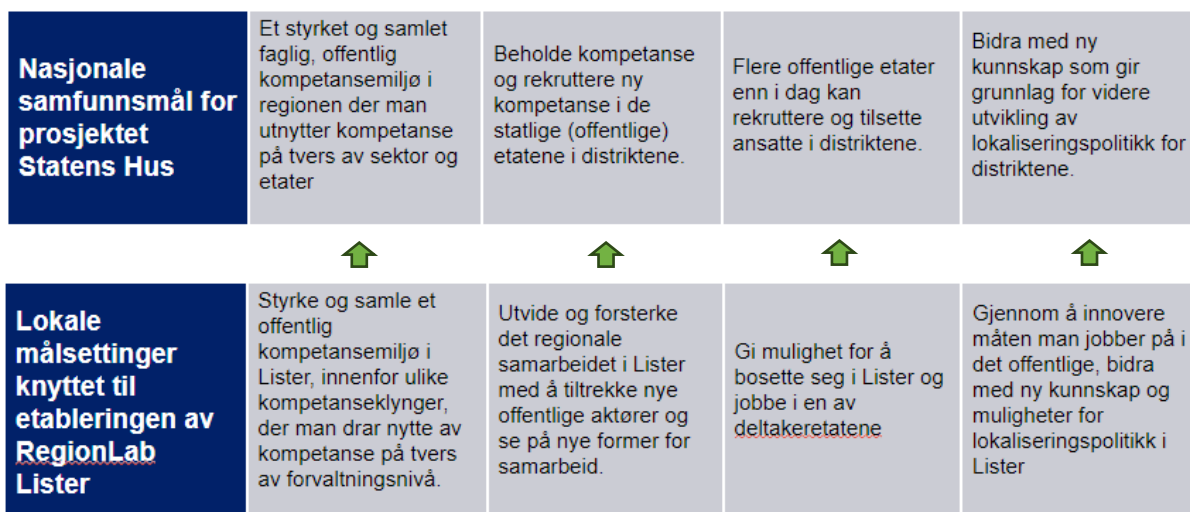 Nasjonale
samfunnsmål for
prosjektet
Statens Hus
Et styrket og samlet
faglig, offentlig
kompetansemiljø i
regionen der man
utnytter kompetanse
på tvers av sektor og
etater
Beholde kompetanse
og rekruttere ny
kompetanse i de
statlige (offentlige)
etatene i distriktene.
Flere offentlige etater
enn i dag kan
rekruttere og tilsette
ansatte i distriktene.
Bidra med ny
kunnskap som gir
grunnlag for videre
utvikling av
lokaliseringspolitikk for
distriktene.
Lokale
målsettinger
knyttet til
etableringen av
RegionLab
Lister
Styrke og samle et
offentlig
kompetansemiljø i
Lister, innenfor ulike
kompetanseklynger,
der man drar nytte av
kompetanse på tvers
av forvaltningsnivå.
Utvide og forsterke
det regionale
samarbeidet i Lister
med å tiltrekke nye
offentlige aktører og
se på nye former for
samarbeid.
Gi mulighet for å
bosette seg i Lister og
jobbe i en av
deltakeretatene
Gjennom å innovere
måten man jobber på i
det offentlige, bidra
med ny kunnskap og
muligheter for
lokaliseringspolitikk i
Lister